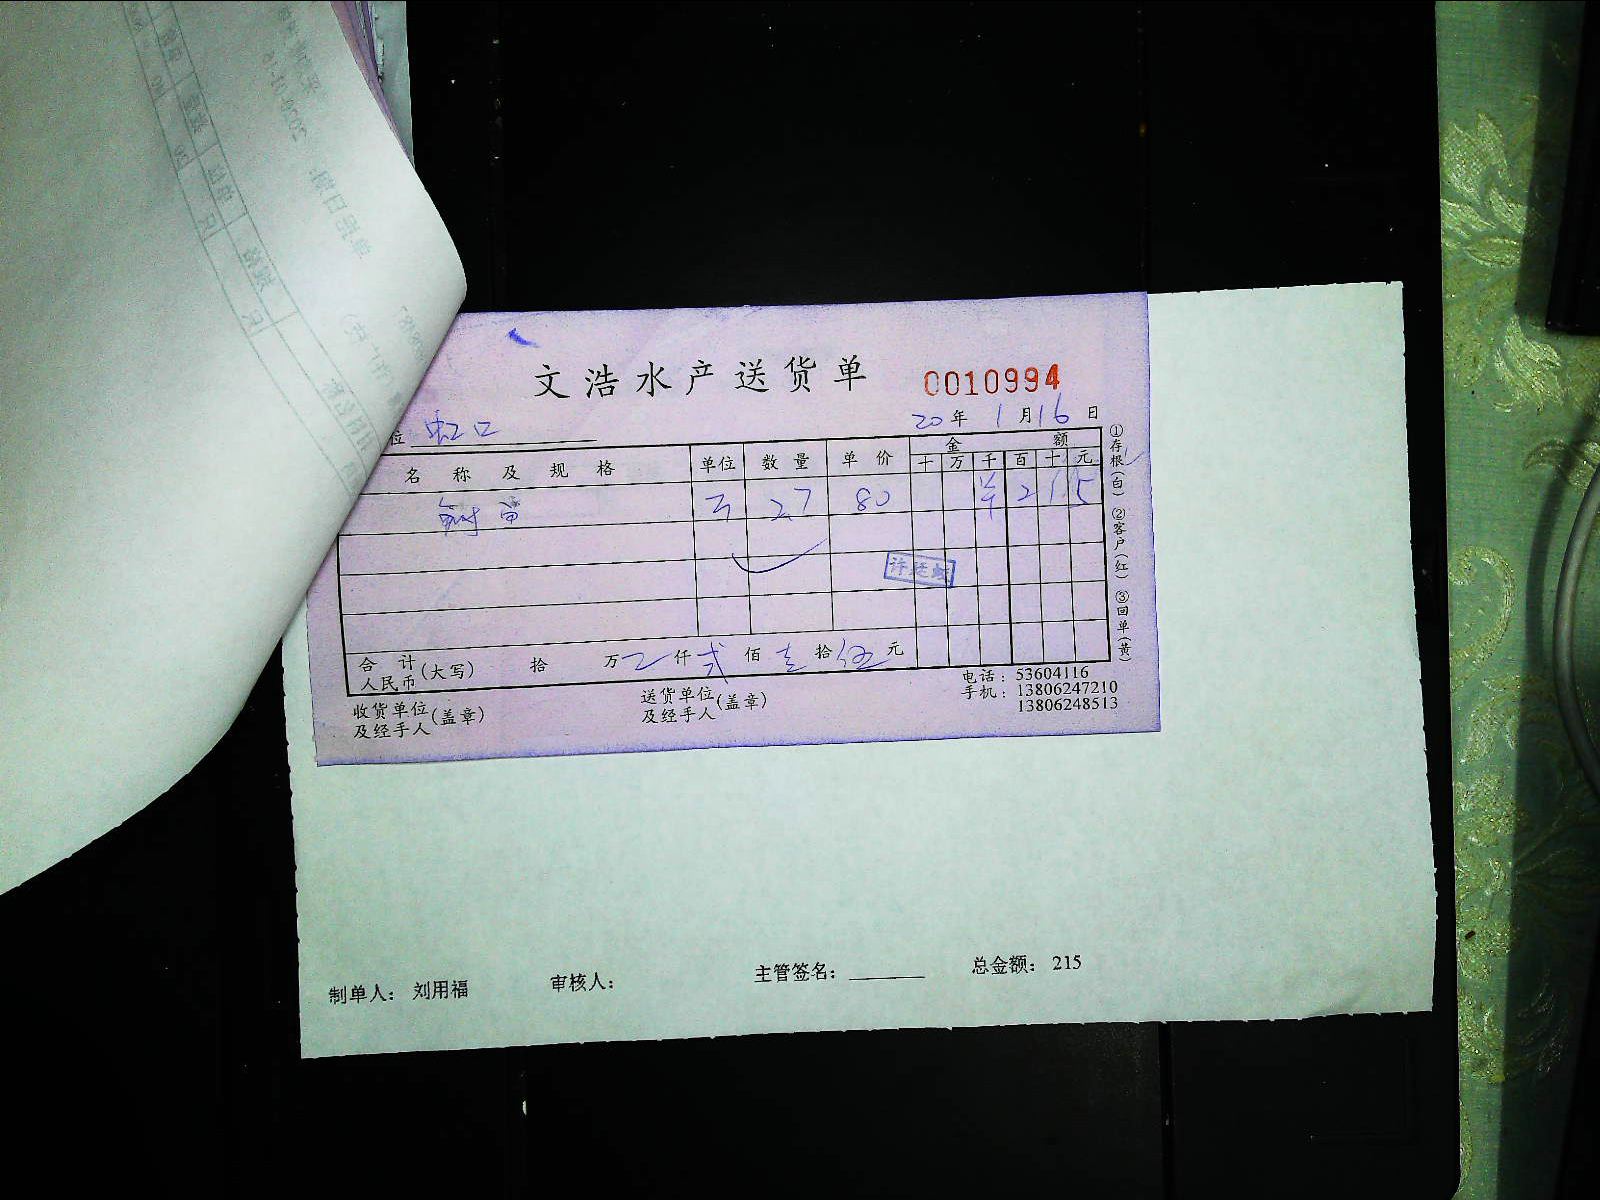 文浩水产送货单 0010994
位 虹口 20年1月16日
名称及规格 单位 数量 单价 金额
十 万 千 百 十 元
2.7 80 ¥ 2 1 5
合计人民币(大写) 拾 万 仟 贰 佰 壹 拾 伍 元
收货单位及经手人(盖章) 送货单位及经手人(盖章)
电话：53604116
手机：13806247210
13806248513
①存根(白) ②客户(红) ③回单(黄)
制单人： 刘用福 审核人： 主管签名： 总金额： 215